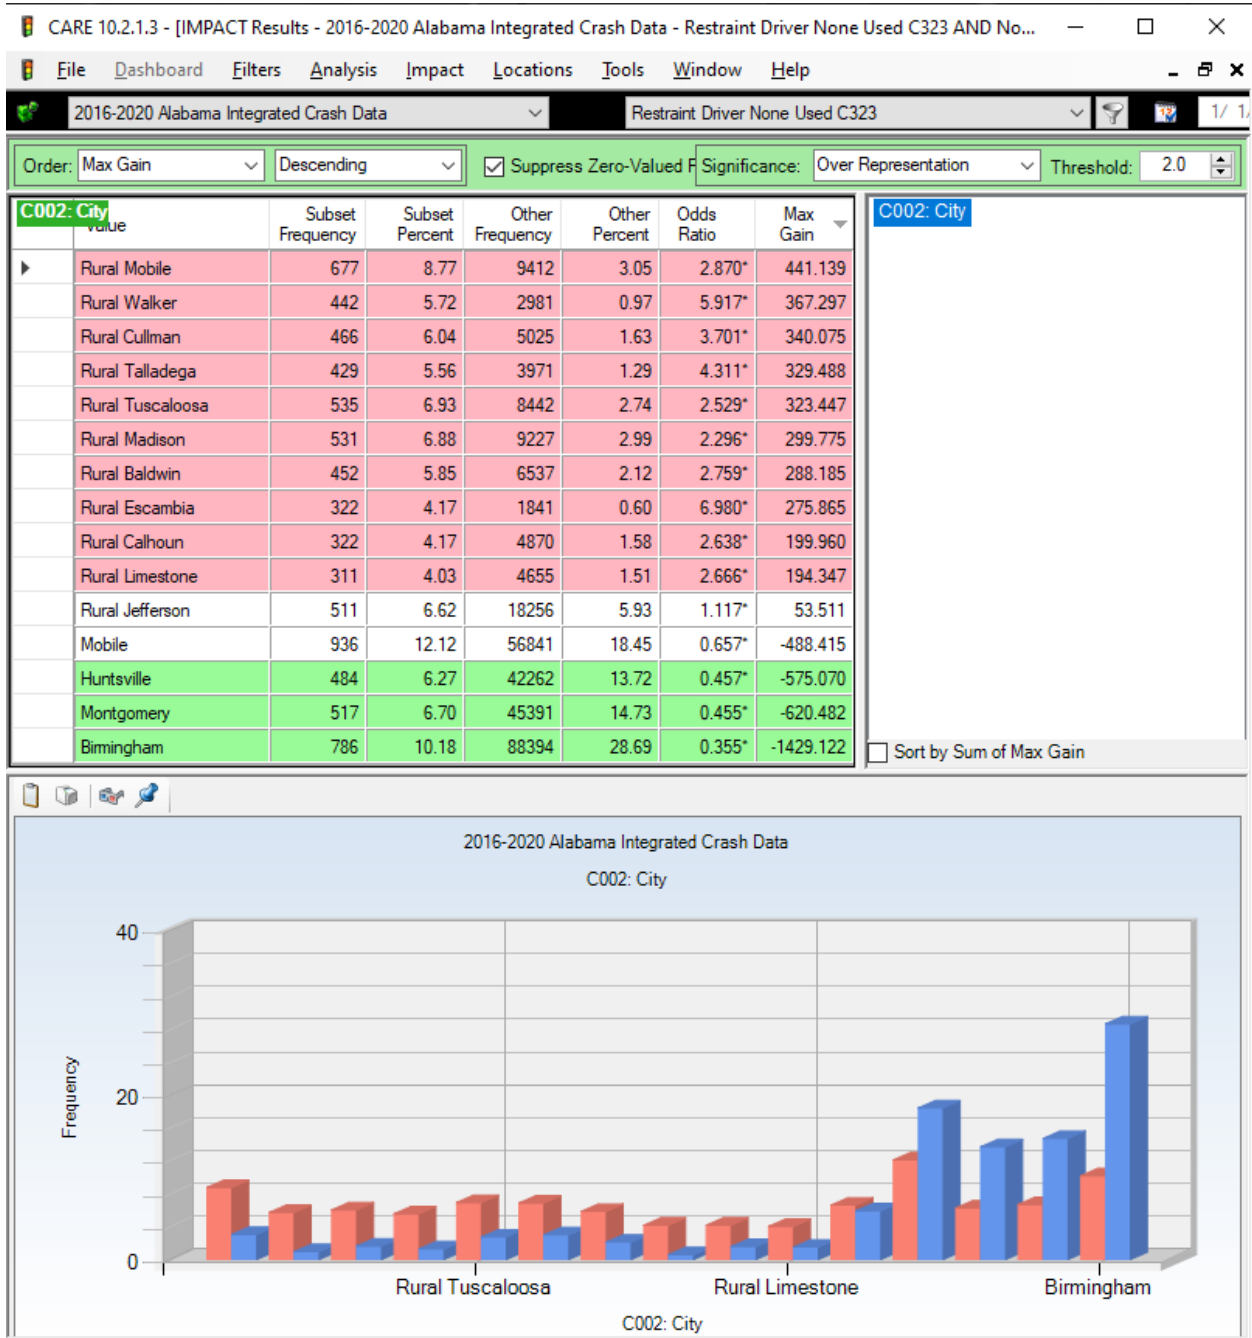 CARE 10.2.1.3 - [IMPACT Results - 2016-2020 Alabama Integrated Crash Data - Restraint Driver None Used C323 AND No...
File Dashboard Filters Analysis Impact Locations Tools Window Help
2016-2020 Alabama Integrated Crash Data Restraint Driver None Used C323 1/ 1/
Order: Max Gain Descending Suppress Zero-Valued Significance: Over Representation Threshold: 2.0
C002: City Value Subset Frequency Subset Percent Other Frequency Other Percent Odds Ratio Max Gain C002: City
Rural Mobile 677 8.77 9412 3.05 2.870* 441.139
Rural Walker 442 5.72 2981 0.97 5.917* 367.297
Rural Cullman 466 6.04 5025 1.63 3.701* 340.075
Rural Talladega 429 5.56 3971 1.29 4.311* 329.488
Rural Tuscaloosa 535 6.93 8442 2.74 2.529* 323.447
Rural Madison 531 6.88 9227 2.99 2.296* 299.775
Rural Baldwin 452 5.85 6537 2.12 2.759* 288.185
Rural Escambia 322 4.17 1841 0.60 6.980* 275.865
Rural Calhoun 322 4.17 4870 1.58 2.638* 199.960
Rural Limestone 311 4.03 4655 1.51 2.666* 194.347
Rural Jefferson 511 6.62 18256 5.93 1.117* 53.511
Mobile 936 12.12 56841 18.45 0.657* -488.415
Huntsville 484 6.27 42262 13.72 0.457* -575.070
Montgomery 517 6.70 45391 14.73 0.455* -620.482
Birmingham 786 10.18 88394 28.69 0.355* -1429.122
Sort by Sum of Max Gain
2016-2020 Alabama Integrated Crash Data
C002: City
40
Frequency
20
0
Rural Tuscaloosa Rural Limestone Birmingham
C002: City